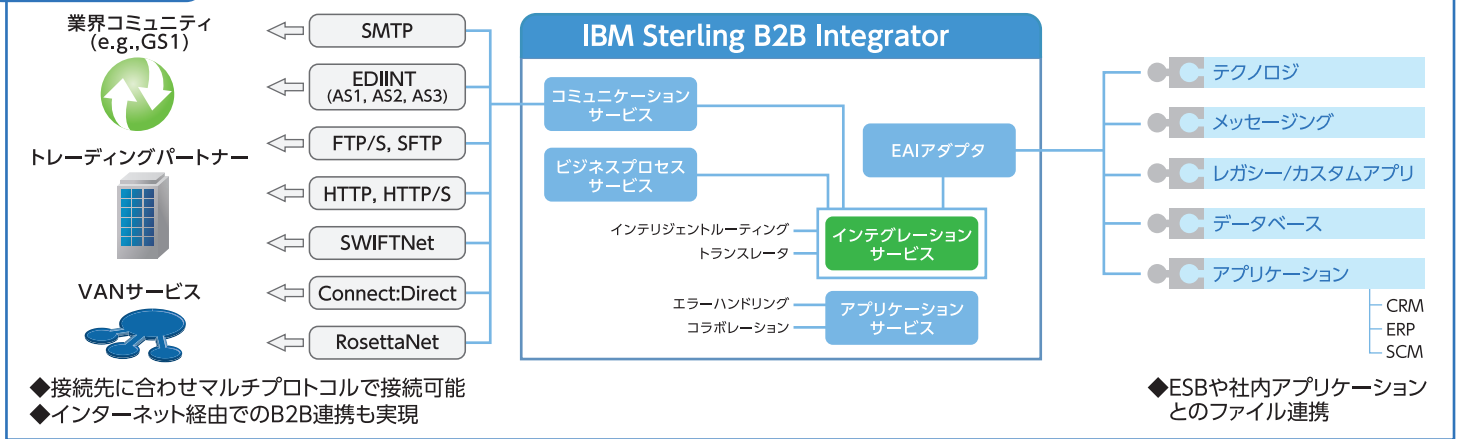 業界コミュニティ
(e.g.,GS1)
トレーディングパートナー
VANサービス
SMTP
EDIINT
(AS1, AS2, AS3)
FTP/S, SFTP
HTTP, HTTP/S
SWIFTNet
Connect:Direct
RosettaNet
◆接続先に合わせマルチプロトコルで接続可能
◆インターネット経由でのB2B連携も実現
IBM Sterling B2B Integrator
コミュニケーション
サービス
ビジネスプロセス
サービス
EAIアダプタ
インテリジェントルーティング
トランスレータ
インテグレーション
サービス
エラーハンドリング
コラボレーション
アプリケーション
サービス
テクノロジ
メッセージング
レガシー/カスタムアプリ
データベース
アプリケーション
CRM
ERP
SCM
◆ESBや社内アプリケーション
とのファイル連携